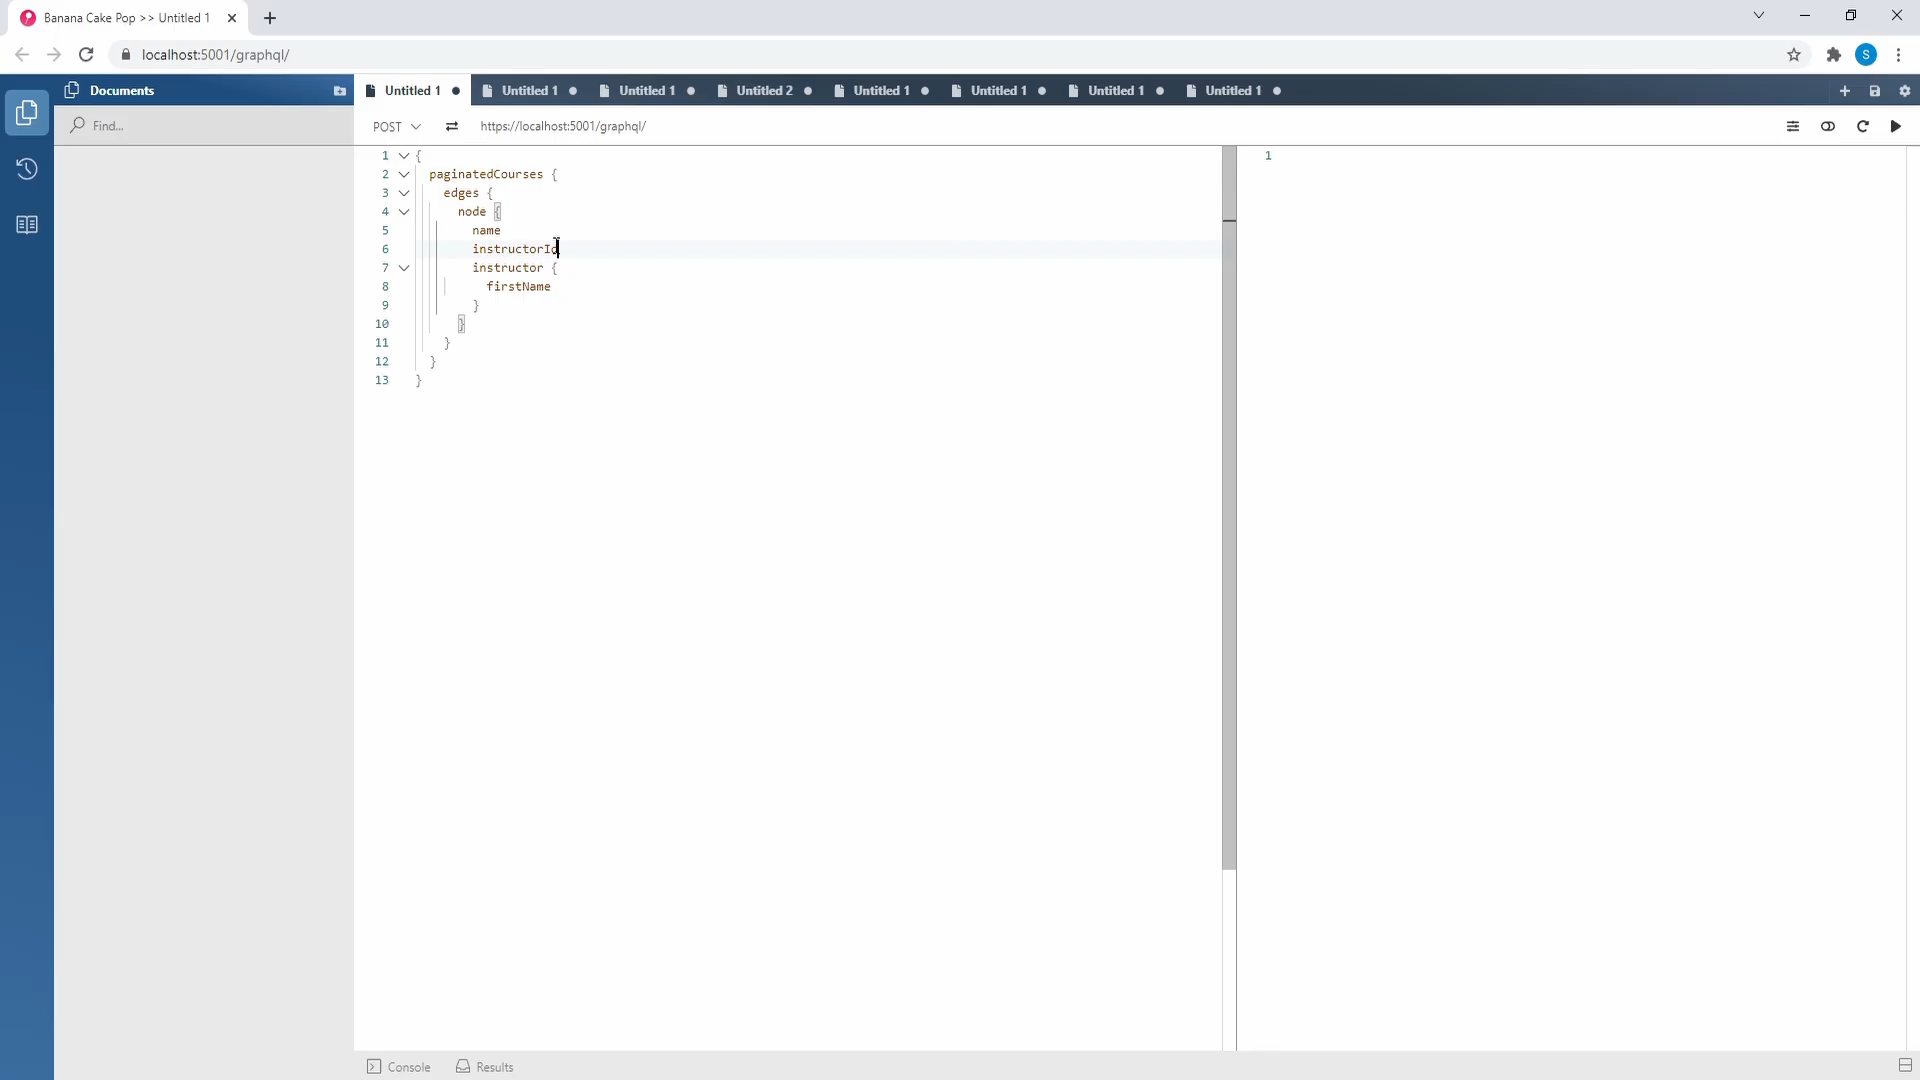 Banana Cake Pop >> Untitled 1
localhost:5001/graphql/
S
Documents
Untitled 1
Untitled 1
Untitled 1
Untitled 2
Untitled 1
Untitled 1
Untitled 1
Untitled 1
Find...
POST
https://localhost:5001/graphql/
1 {
2 paginatedCourses {
3 edges {
4 node {
5 name
6 instructorId
7 instructor {
8 firstName
9 }
10 }
11 }
12 }
13 }
1
Console
Results